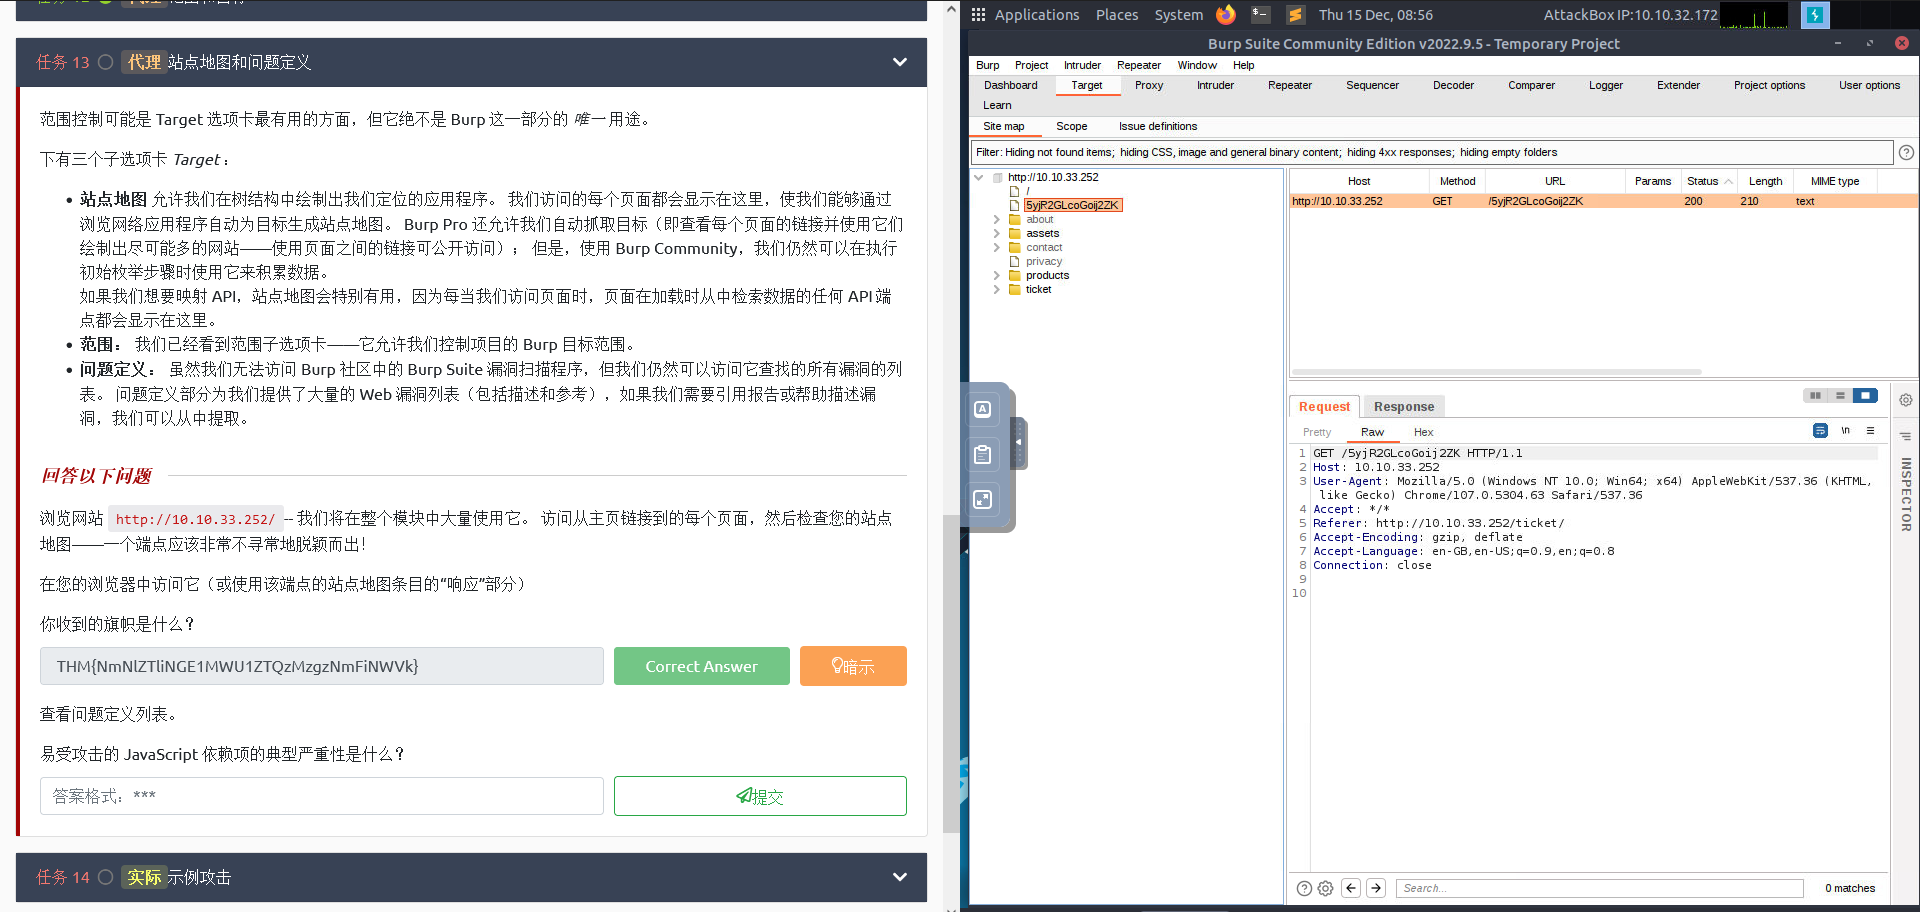 任务 13 代理 站点地图和问题定义
范围控制可能是 Target 选项卡最有用的方面，但它绝不是 Burp 这一部分的 唯一 用途。
下有三个子选项卡 Target：
站点地图 允许我们在树结构中绘制出我们定位的应用程序。 我们访问的每个页面都会显示在这里，使我们能够通过
浏览网络应用程序自动为目标生成站点地图。 Burp Pro 还允许我们自动抓取目标（即查看每个页面的链接并使用它们
绘制出尽可能多的网站——使用页面之间的链接可公开访问）； 但是，使用 Burp Community，我们仍然可以在执行
初始枚举步骤时使用它来积累数据。
如果我们想要映射 API，站点地图会特别有用，因为每当我们访问页面时，页面在加载时从中检索数据的任何 API 端
点都会显示在这里。
范围： 我们已经看到范围子选项卡——它允许我们控制项目的 Burp 目标范围。
问题定义： 虽然我们无法访问 Burp 社区中的 Burp Suite 漏洞扫描程序，但我们仍然可以访问它查找的所有漏洞的列
表。 问题定义部分为我们提供了大量的 Web 漏洞列表（包括描述和参考），如果我们需要引用报告或帮助描述漏
洞，我们可以从中提取。
回答以下问题
浏览网站 http://10.10.33.252/ -- 我们将在整个模块中大量使用它。 访问从主页链接到的每个页面，然后检查您的站点
地图——一个端点应该非常不寻常地脱颖而出！
在您的浏览器中访问它（或使用该端点的站点地图条目的“响应”部分）
你收到的旗帜是什么？
THM{NmNlZTliNGE1MWU1ZTQzMzgzNmFiNWVk}
Correct Answer
暗示
查看问题定义列表。
易受攻击的 JavaScript 依赖项的典型严重性是什么？
答案格式：***
提交
任务 14 实际 示例攻击
Applications Places System Thu 15 Dec, 08:56 AttackBox IP:10.10.32.172
Burp Suite Community Edition v2022.9.5 - Temporary Project
Burp Project Intruder Repeater Window Help
Dashboard Target Proxy Intruder Repeater Sequencer Decoder Comparer Logger Extender Project options User options
Learn
Site map Scope Issue definitions
Filter: Hiding not found items; hiding CSS, image and general binary content; hiding 4xx responses; hiding empty folders
http://10.10.33.252
/
5yjR2GLcoGoij2ZK
about
assets
contact
privacy
products
ticket
Host Method URL Params Status Length MIME type
http://10.10.33.252 GET /5yjR2GLcoGoij2ZK 200 210 text
Request Response
Pretty Raw Hex
\n
1 GET /5yjR2GLcoGoij2ZK HTTP/1.1
2 Host: 10.10.33.252
3 User-Agent: Mozilla/5.0 (Windows NT 10.0; Win64; x64) AppleWebKit/537.36 (KHTML,
like Gecko) Chrome/107.0.5304.63 Safari/537.36
4 Accept: */*
5 Referer: http://10.10.33.252/ticket/
6 Accept-Encoding: gzip, deflate
7 Accept-Language: en-GB,en-US;q=0.9,en;q=0.8
8 Connection: close
9
10
INSPECTOR
Search...
0 matches